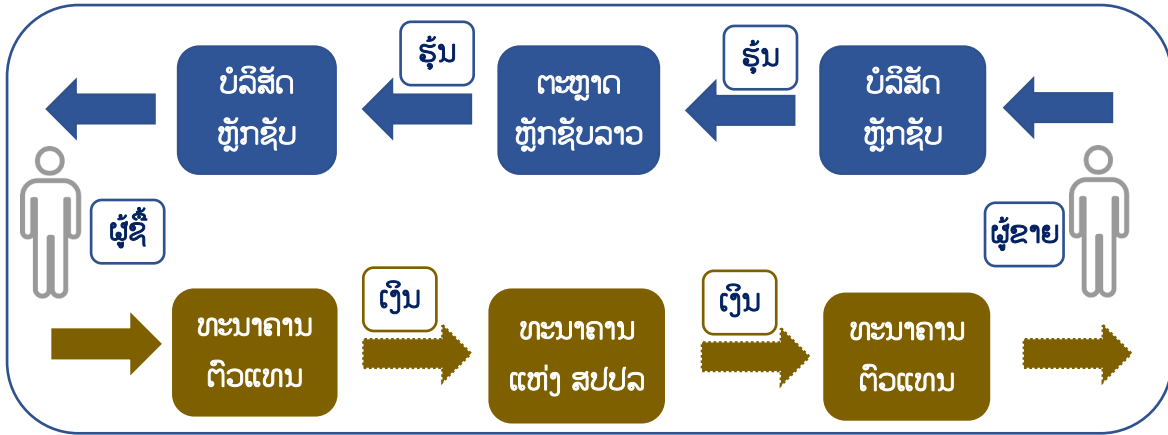 ຮຸ້ນ
ຮຸ້ນ
ບໍລິສັດ
ຫຼັກຊັບ
ຕະຫຼາດ
ຫຼັກຊັບລາວ
ບໍລິສັດ
ຫຼັກຊັບ
ຜູ້ຊື້
ຜູ້ຂາຍ
ເງິນ
ເງິນ
ທະນາຄານ
ຕົວແທນ
ທະນາຄານ
ແຫ່ງ ສປປລ
ທະນາຄານ
ຕົວແທນ